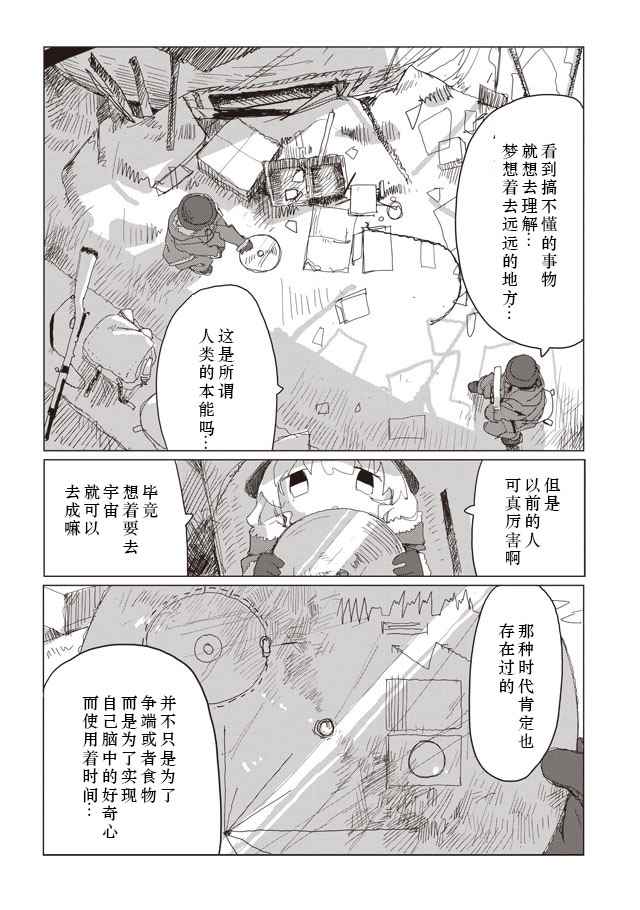 看到搞不懂的事物
就想去理解…
梦想着去远远的地方…
这是所谓
人类的本能吗…
但是
以前的人
可真厉害啊
毕竟
想着要去
宇宙
就可以
去成嘛
那种时代肯定也
存在过的
并不只是为了
争端或者食物
而是为了实现
自己脑中的好奇心
而使用着时间…